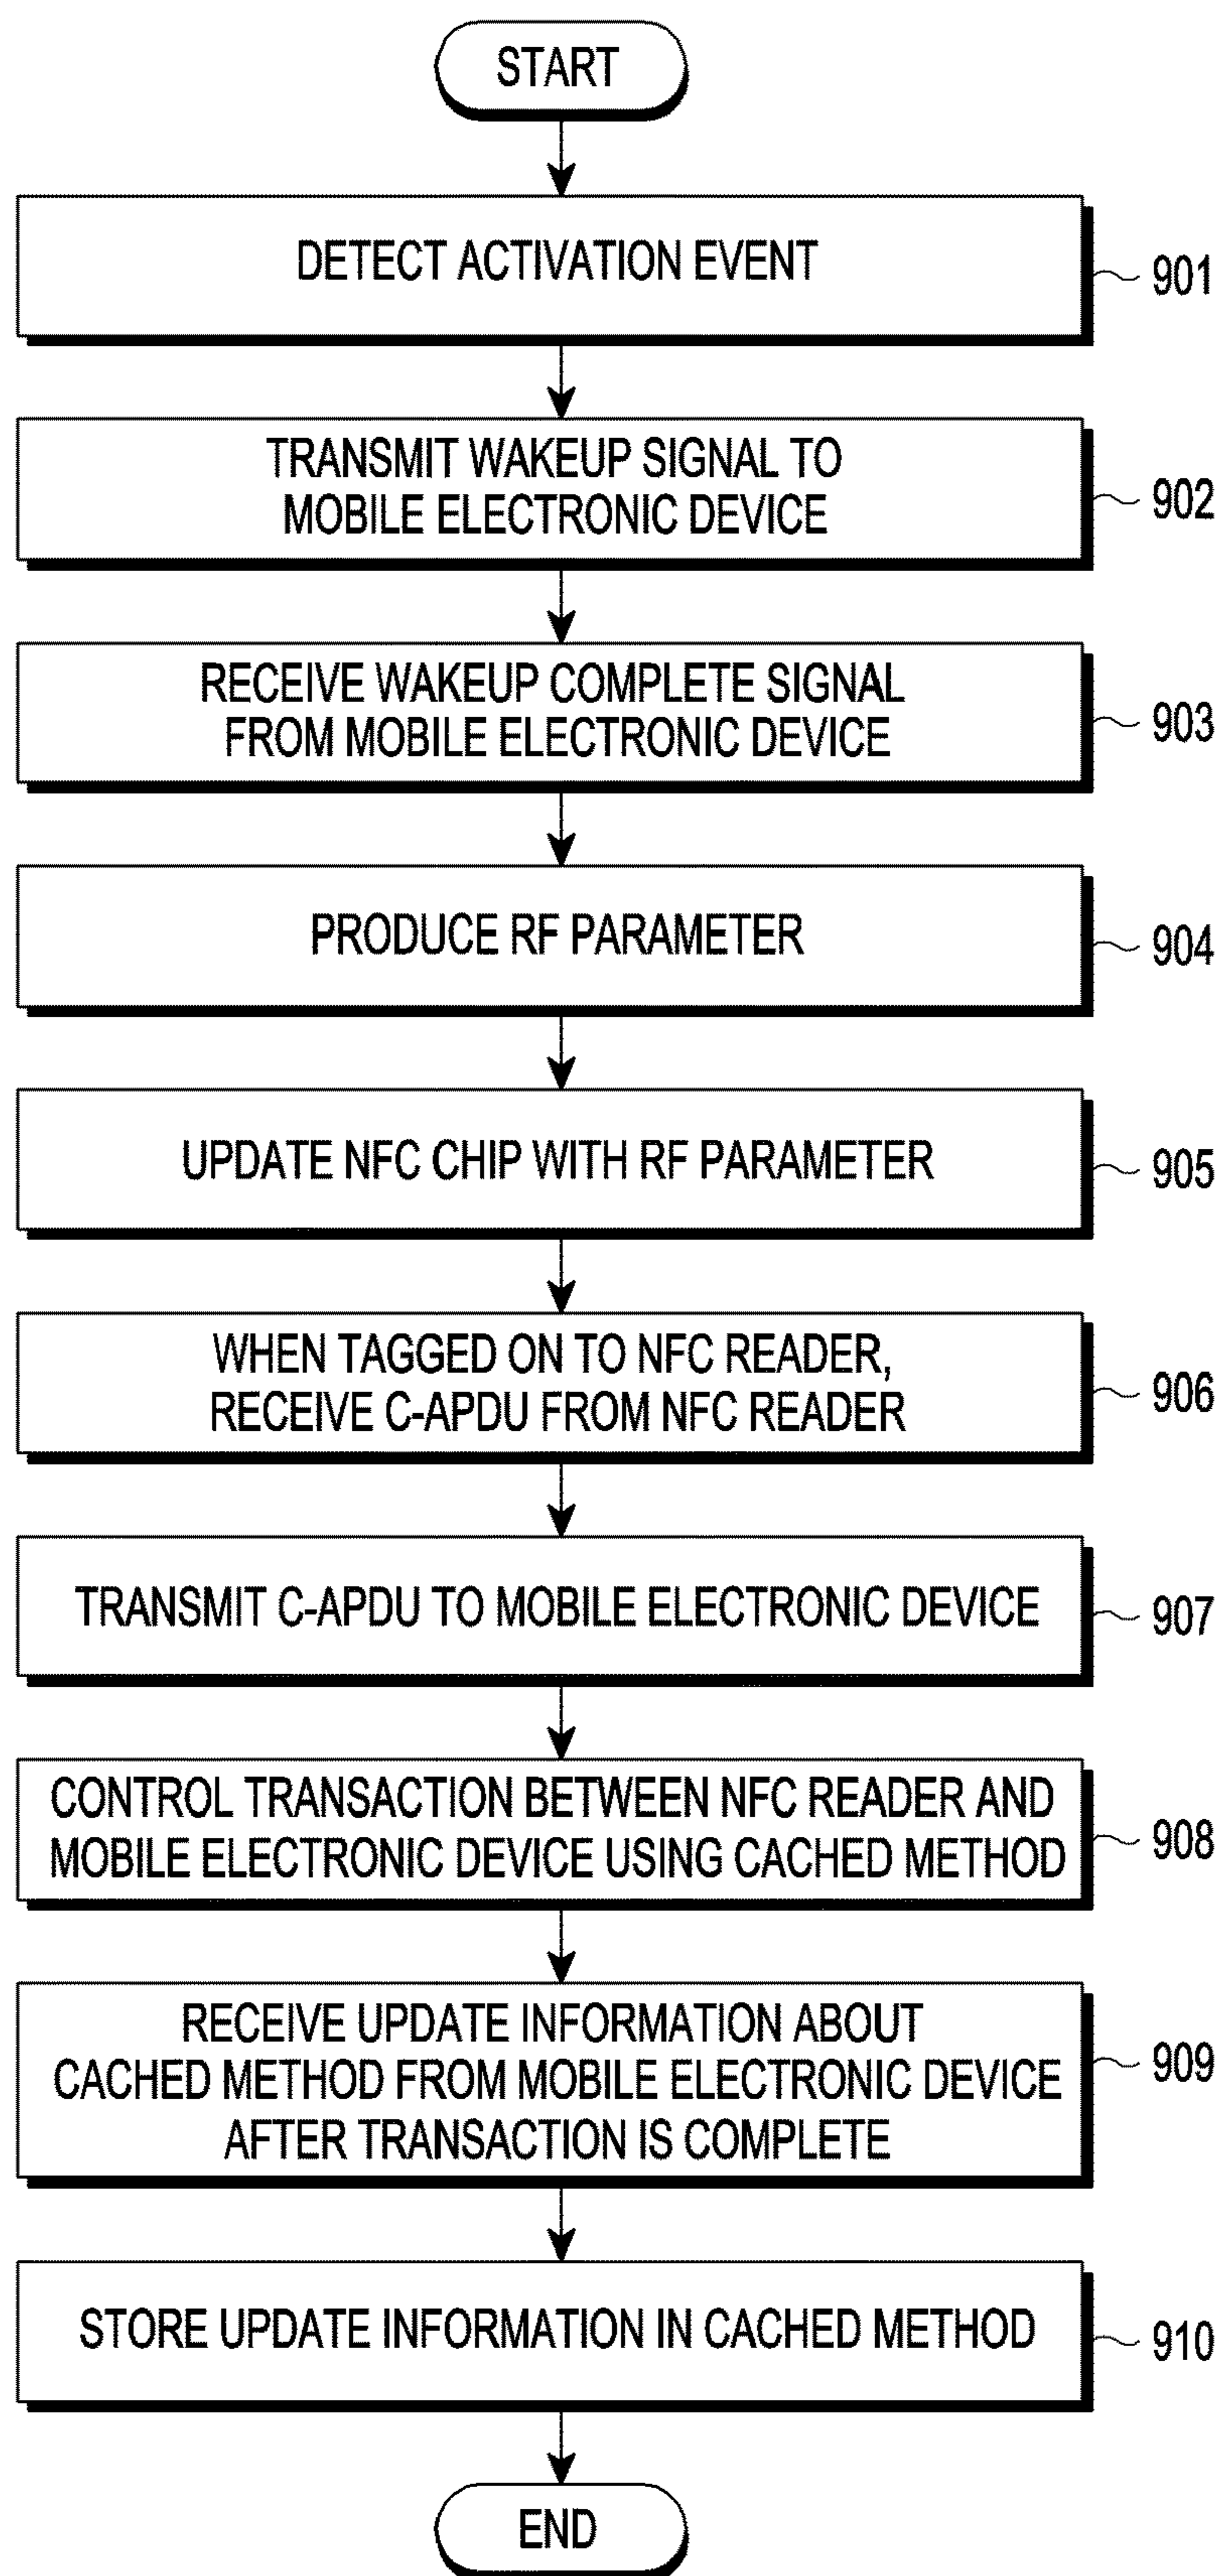 START
DETECT ACTIVATION EVENT
901
TRANSMIT WAKEUP SIGNAL TO
MOBILE ELECTRONIC DEVICE
902
RECEIVE WAKEUP COMPLETE SIGNAL
FROM MOBILE ELECTRONIC DEVICE
903
PRODUCE RF PARAMETER
904
UPDATE NFC CHIP WITH RF PARAMETER
905
WHEN TAGGED ON TO NFC READER,
RECEIVE C-APDU FROM NFC READER
906
TRANSMIT C-APDU TO MOBILE ELECTRONIC DEVICE
907
CONTROL TRANSACTION BETWEEN NFC READER AND
MOBILE ELECTRONIC DEVICE USING CACHED METHOD
908
RECEIVE UPDATE INFORMATION ABOUT
CACHED METHOD FROM MOBILE ELECTRONIC DEVICE
AFTER TRANSACTION IS COMPLETE
909
STORE UPDATE INFORMATION IN CACHED METHOD
910
END